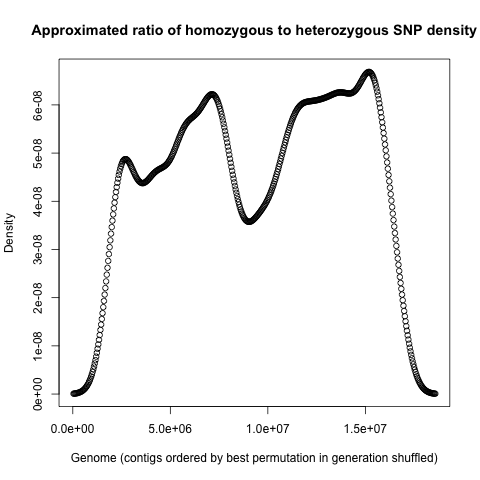 Approximated ratio of homozygous to heterozygous SNP density
6e-08
5e-08
4e-08
3e-08
2e-08
1e-08
0e+00
Density
0.0e+00 5.0e+06 1.0e+07 1.5e+07
Genome (contigs ordered by best permutation in generation shuffled)